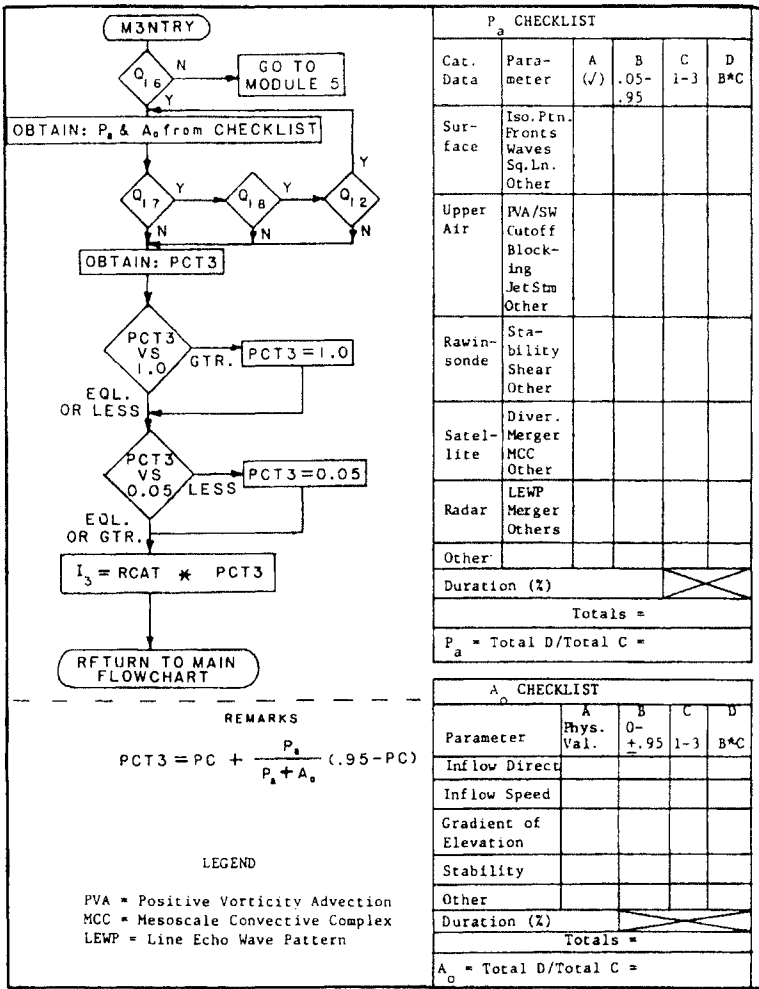 M3NTRY
Q16
N
GO TO
MODULE 5
Y
OBTAIN: Pa & Ao from CHECKLIST
Y
Q17
Y
Q18
Y
Q12
N
N
N
OBTAIN: PCT3
PCT3
VS
1.0
GTR.
PCT3=1.0
EQL.
OR LESS
PCT3
VS
0.05
LESS
PCT3=0.05
EQL.
OR GTR.
I3 = RCAT * PCT3
RETURN TO MAIN
FLOWCHART
REMARKS
PCT3 = PC + Pa / (Pa + Ao) (.95-PC)
LEGEND
PVA = Positive Vorticity Advection
MCC = Mesoscale Convective Complex
LEWP = Line Echo Wave Pattern
Pa CHECKLIST
Cat. Para- A B C D
Data meter (√) .05- 1-3 B*C
.95
Sur-
face
Iso.Ptn.
Fronts
Waves
Sq.Ln.
Other
Upper
Air
PVA/SW
Cutoff
Block-
ing
JetStm
Other
Rawin-
sonde
Sta-
bility
Shear
Other
Satel-
lite
Diver.
Merger
MCC
Other
Radar
LEWP
Merger
Others
Other
Duration (%)
Totals =
Pa = Total D/Total C =
Ao CHECKLIST
Parameter
A
Phys.
Val.
B
0-
±.95
C
1-3
D
B*C
Inflow Direct
Inflow Speed
Gradient of
Elevation
Stability
Other
Duration (%)
Totals =
Ao = Total D/Total C =